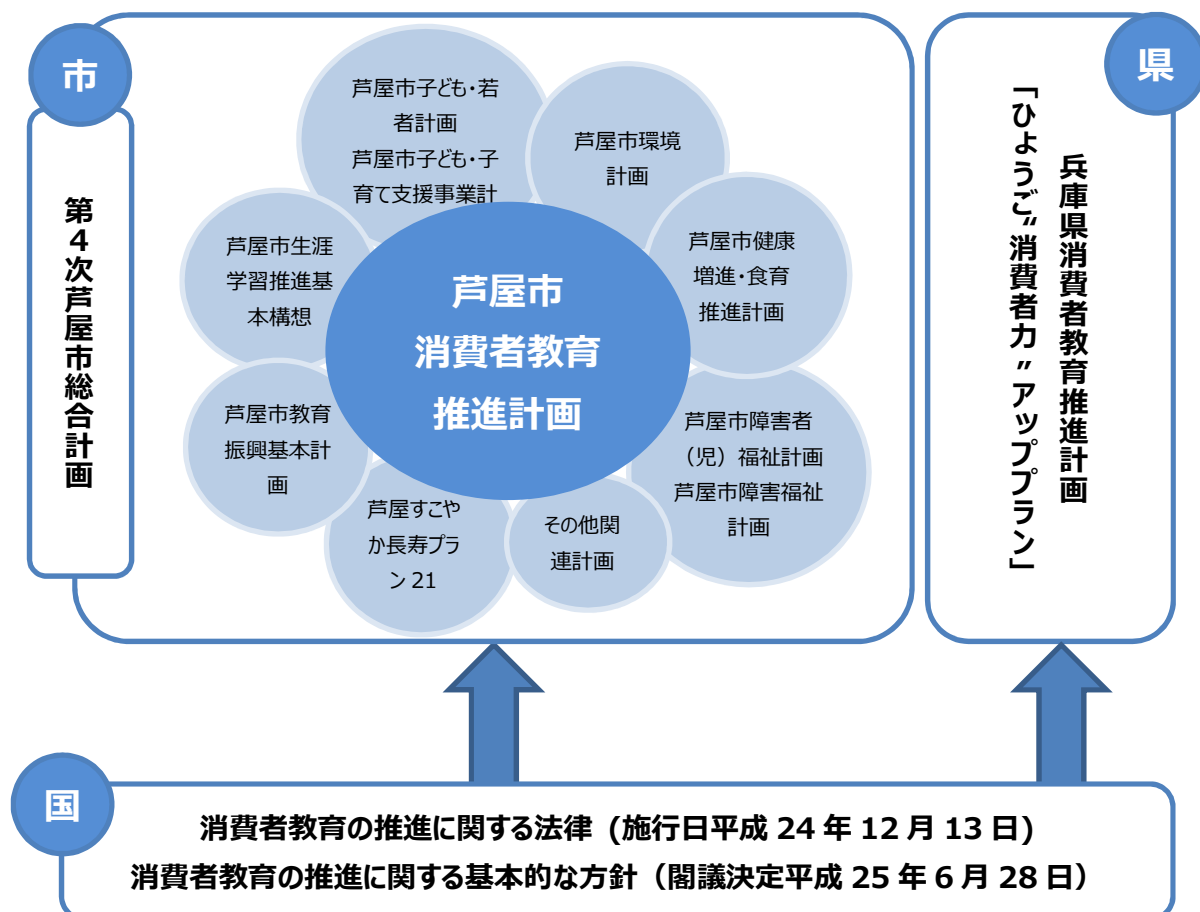 市
第４次芦屋市総合計画
芦屋市子ども・若
者計画
芦屋市子ども・子
育て支援事業計
芦屋市環境
計画
芦屋市生涯
学習推進基
本構想
芦屋市健康
増進・食育
推進計画
芦屋市
消費者教育
推進計画
芦屋市教育
振興基本計
画
芦屋市障害者
（児）福祉計画
芦屋市障害福祉
計画
芦屋すこや
か長寿プラ
ン 21
その他関
連計画
県
兵庫県消費者教育推進計画
「ひょうご“消費者力”アッププラン」
国
消費者教育の推進に関する法律 (施行日平成 24 年 12 月 13 日)
消費者教育の推進に関する基本的な方針（閣議決定平成 25 年 6 月 28 日）